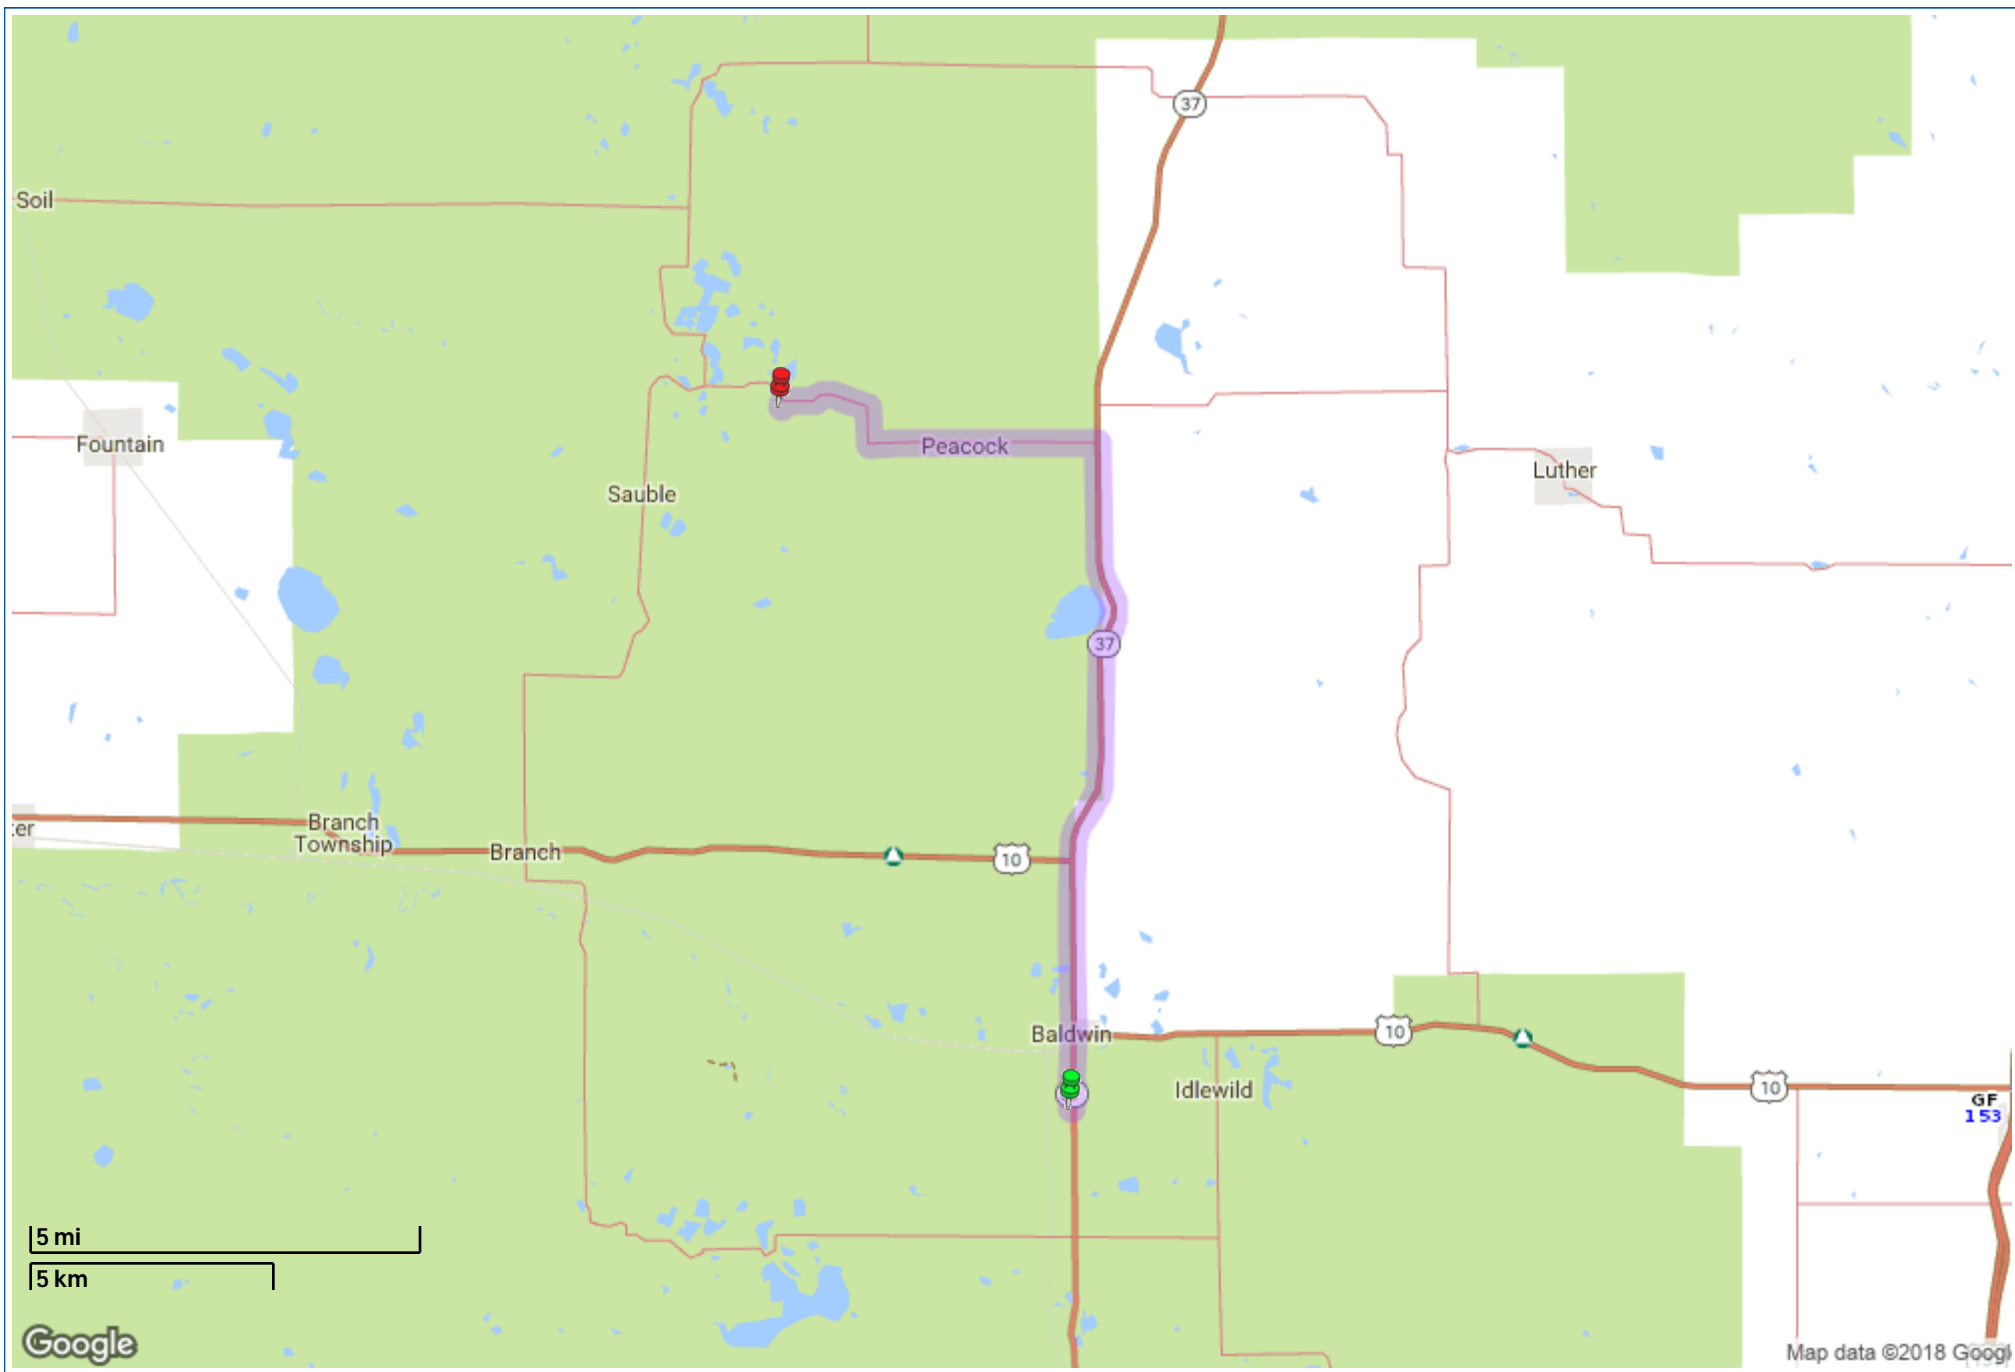 37
Soil
Fountain
Peacock
Luther
Sauble
37
Branch
Township
Branch
10
Baldwin
10
Idlewild
10
GF
153
5 mi
5 km
Google
Map data ©2018